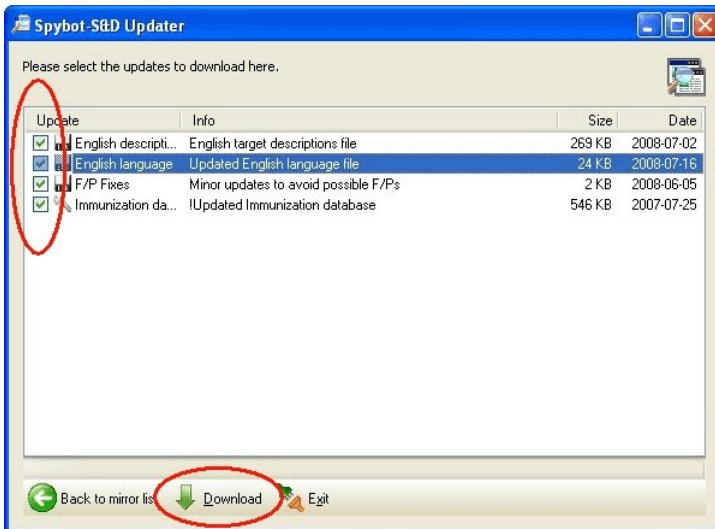 Spybot-S&D Updater
Please select the updates to download here.
Update Info Size Date
English descripti... English target descriptions file 269 KB 2008-07-02
English language Updated English language file 24 KB 2008-07-16
F/P Fixes Minor updates to avoid possible F/Ps 2 KB 2008-06-05
Immunization da... !Updated Immunization database 546 KB 2007-07-25
Back to mirror list Download Exit